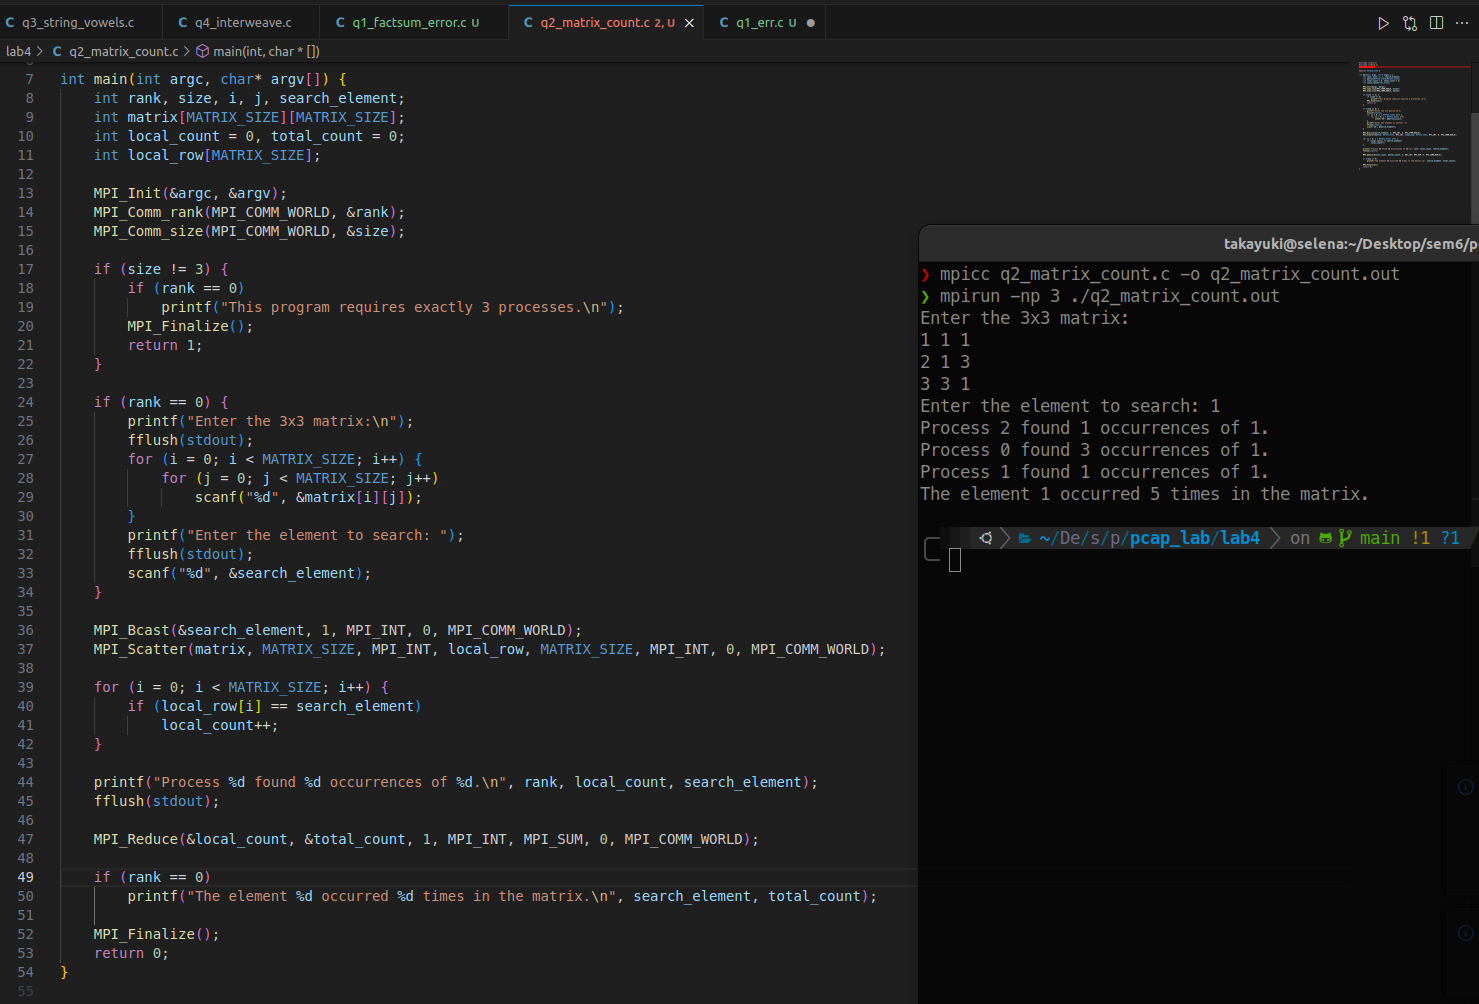 C q3_string_vowels.c C q4_interweave.c C q1_factsum_error.c U C q2_matrix_count.c 2, U C q1_err.c U
lab4 > C q2_matrix_count.c > main(int, char * [])
7 int main(int argc, char* argv[]) {
8 int rank, size, i, j, search_element;
9 int matrix[MATRIX_SIZE][MATRIX_SIZE];
10 int local_count = 0, total_count = 0;
11 int local_row[MATRIX_SIZE];
12
13 MPI_Init(&argc, &argv);
14 MPI_Comm_rank(MPI_COMM_WORLD, &rank);
15 MPI_Comm_size(MPI_COMM_WORLD, &size);
16
17 if (size != 3) {
18 if (rank == 0)
19 printf("This program requires exactly 3 processes.\n");
20 MPI_Finalize();
21 return 1;
22 }
23
24 if (rank == 0) {
25 printf("Enter the 3x3 matrix:\n");
26 fflush(stdout);
27 for (i = 0; i < MATRIX_SIZE; i++) {
28 for (j = 0; j < MATRIX_SIZE; j++)
29 scanf("%d", &matrix[i][j]);
30 }
31 printf("Enter the element to search: ");
32 fflush(stdout);
33 scanf("%d", &search_element);
34 }
35
36 MPI_Bcast(&search_element, 1, MPI_INT, 0, MPI_COMM_WORLD);
37 MPI_Scatter(matrix, MATRIX_SIZE, MPI_INT, local_row, MATRIX_SIZE, MPI_INT, 0, MPI_COMM_WORLD);
38
39 for (i = 0; i < MATRIX_SIZE; i++) {
40 if (local_row[i] == search_element)
41 local_count++;
42 }
43
44 printf("Process %d found %d occurrences of %d.\n", rank, local_count, search_element);
45 fflush(stdout);
46
47 MPI_Reduce(&local_count, &total_count, 1, MPI_INT, MPI_SUM, 0, MPI_COMM_WORLD);
48
49 if (rank == 0)
50 printf("The element %d occurred %d times in the matrix.\n", search_element, total_count);
51
52 MPI_Finalize();
53 return 0;
54 }
55
takayuki@selena:~/Desktop/sem6/p
❯ mpicc q2_matrix_count.c -o q2_matrix_count.out
❯ mpirun -np 3 ./q2_matrix_count.out
Enter the 3x3 matrix:
1 1 1
2 1 3
3 3 1
Enter the element to search: 1
Process 2 found 1 occurrences of 1.
Process 0 found 3 occurrences of 1.
Process 1 found 1 occurrences of 1.
The element 1 occurred 5 times in the matrix.
~/De/s/p/pcap_lab/lab4 on main !1 ?1